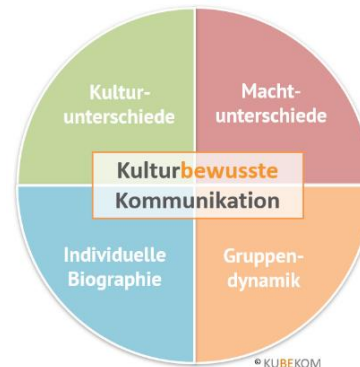 Kultur-
unterschiede
Macht-
unterschiede
Kulturbewusste
Kommunikation
Individuelle
Biographie
Gruppen-
dynamik
© KUBEKOM